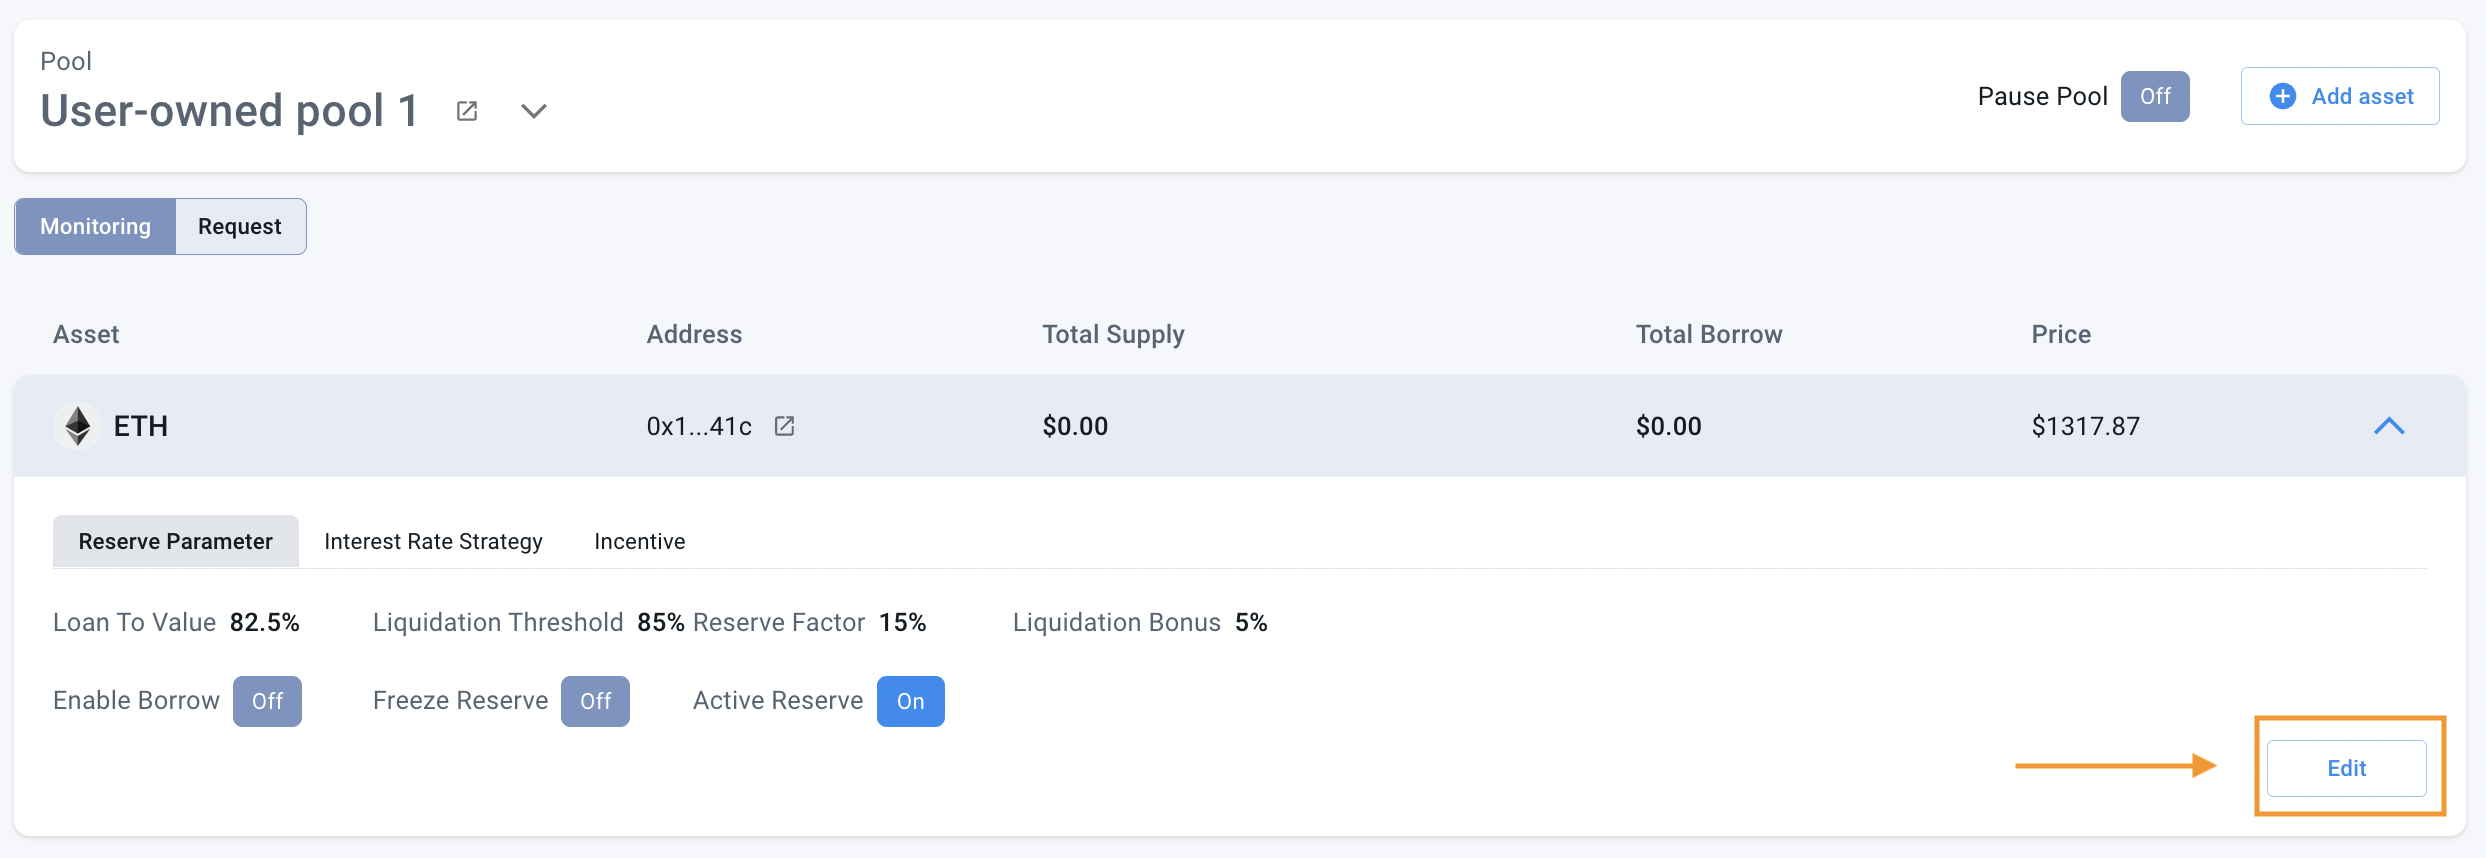 Pool
User-owned pool 1
Pause Pool Off Add asset
Monitoring Request
Asset Address Total Supply Total Borrow Price
ETH 0x1...41c $0.00 $0.00 $1317.87
Reserve Parameter Interest Rate Strategy Incentive
Loan To Value 82.5% Liquidation Threshold 85% Reserve Factor 15% Liquidation Bonus 5%
Enable Borrow Off Freeze Reserve Off Active Reserve On
Edit